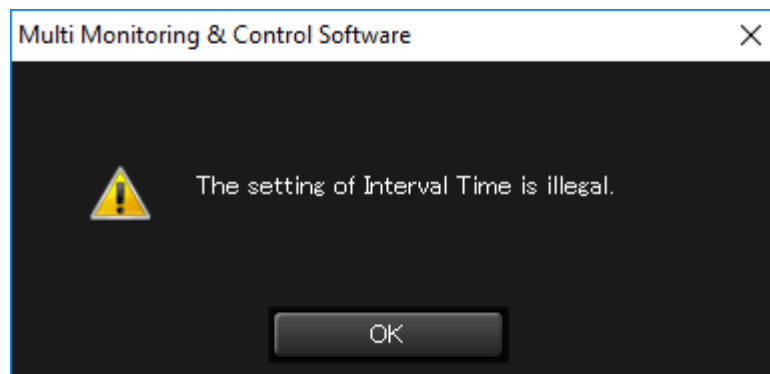 Multi Monitoring & Control Software
The setting of Interval Time is illegal.
OK